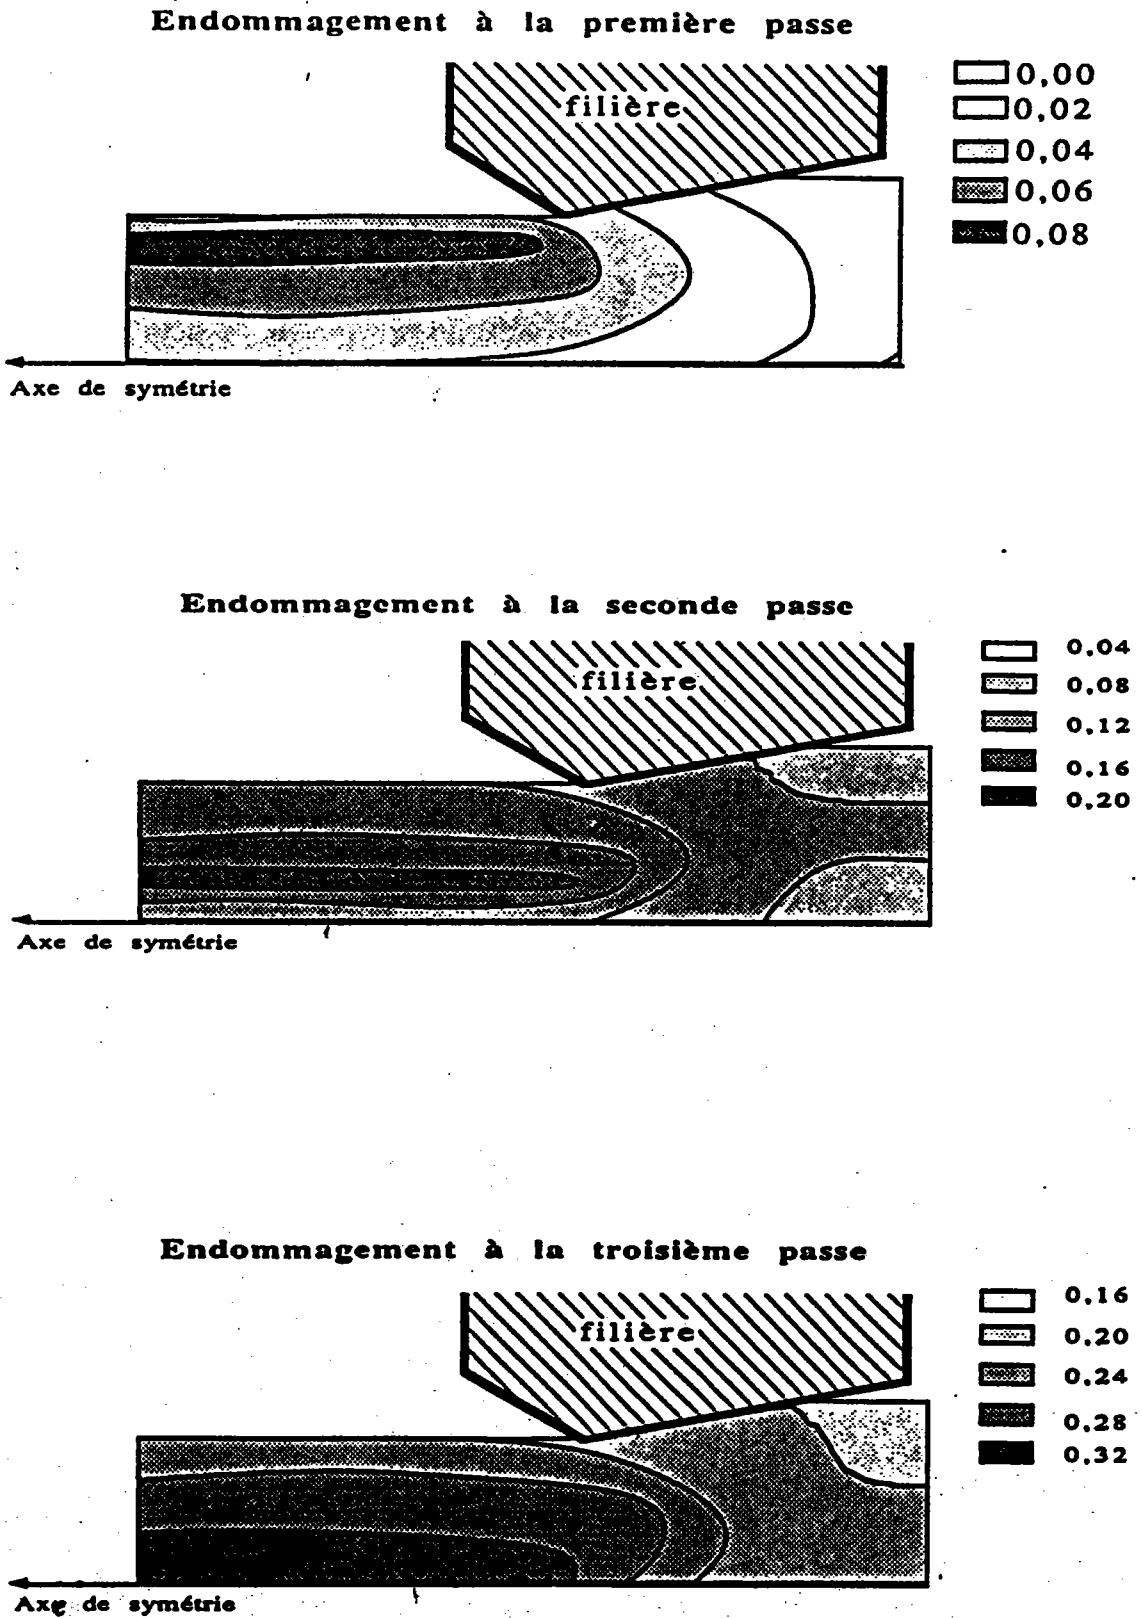 Endommagement à la première passe
filière
0,00
0,02
0,04
0,06
0,08
Axe de symétrie
Endommagement à la seconde passe
filière
0,04
0,08
0,12
0,16
0,20
Axe de symétrie
Endommagement à la troisième passe
filière
0,16
0,20
0,24
0,28
0,32
Axe de symétrie